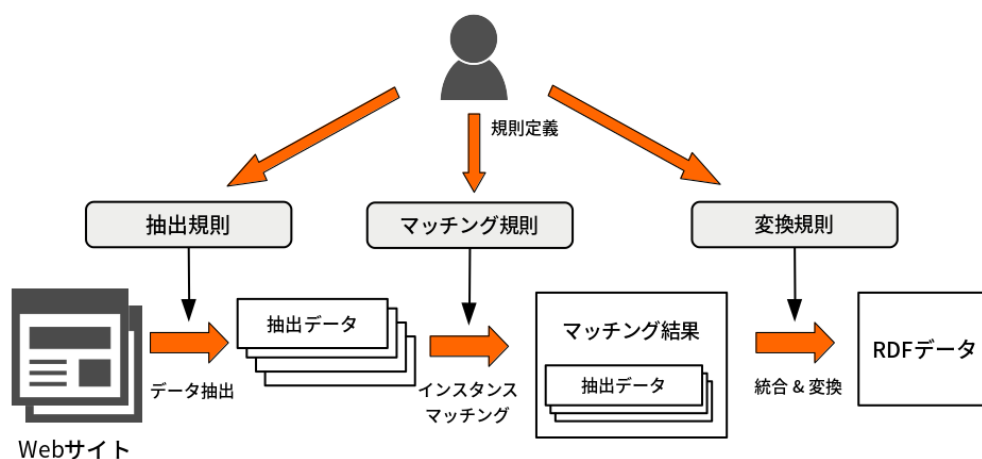 規則定義
抽出規則
マッチング規則
変換規則
抽出データ
マッチング結果
抽出データ
RDFデータ
データ抽出
インスタンス
マッチング
統合 & 変換
Webサイト